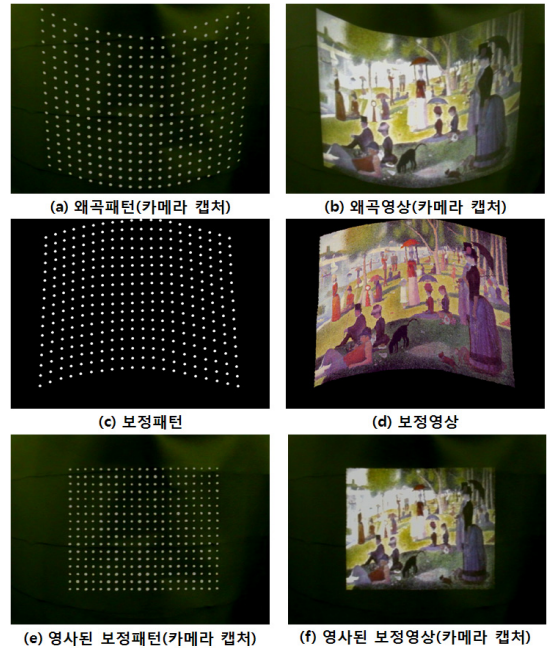 (a) 왜곡패턴(카메라 캡처)
(b) 왜곡영상(카메라 캡처)
(c) 보정패턴
(d) 보정영상
(e) 영사된 보정패턴(카메라 캡처)
(f) 영사된 보정영상(카메라 캡처)